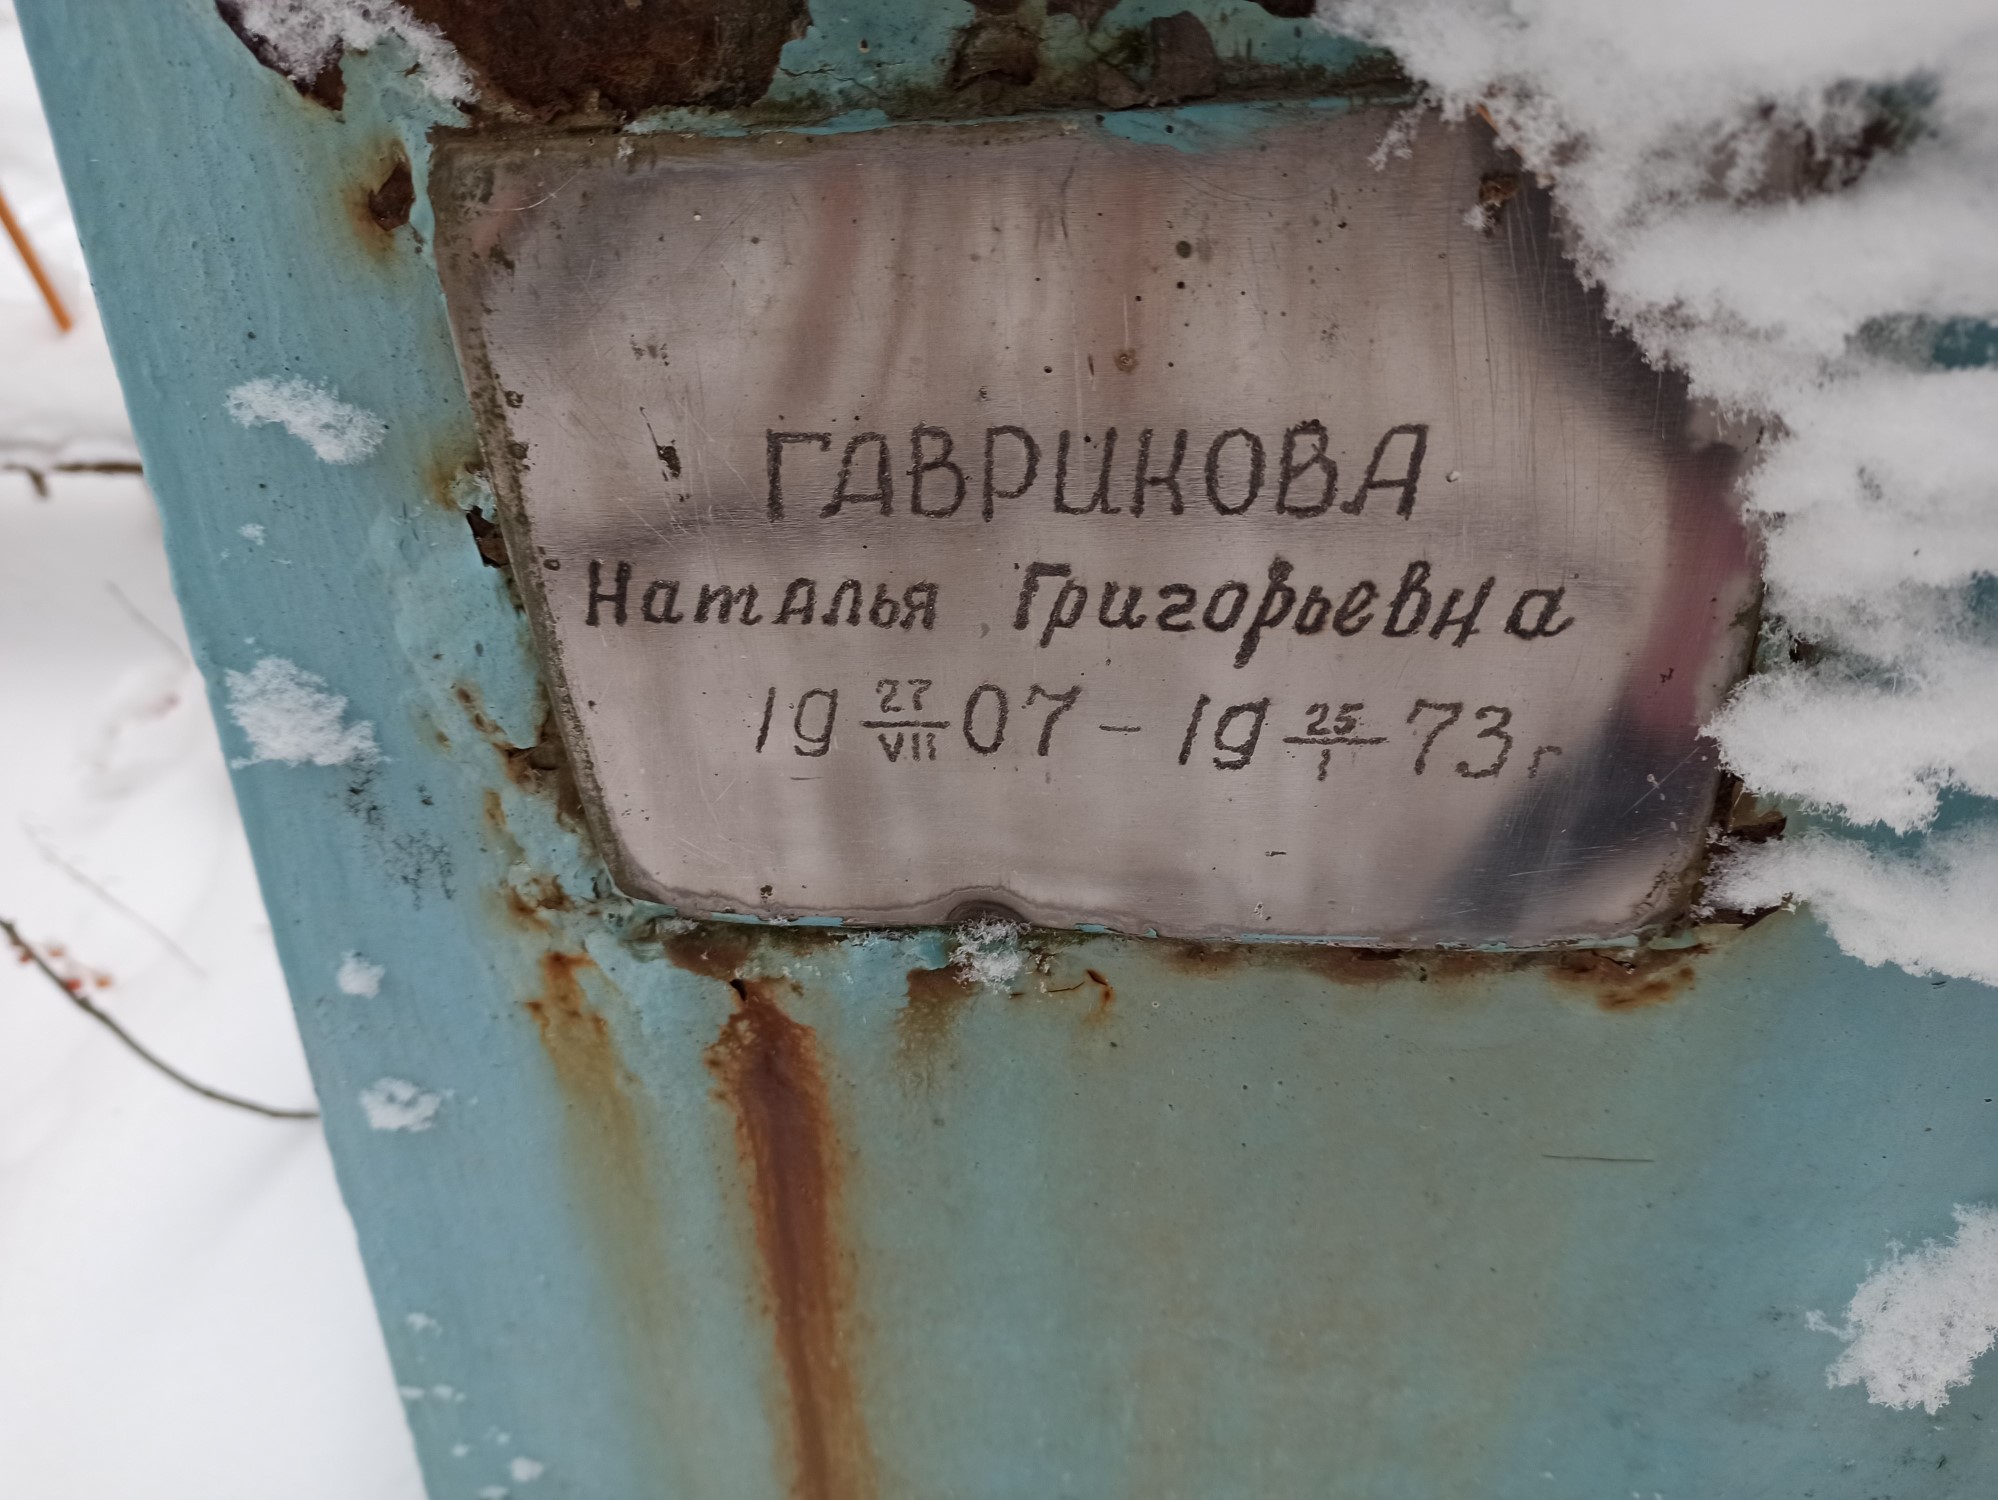 ГАВРИКОВА
Наталья Григорьевна
19 27/VII 07 - 19 25/I 73 г